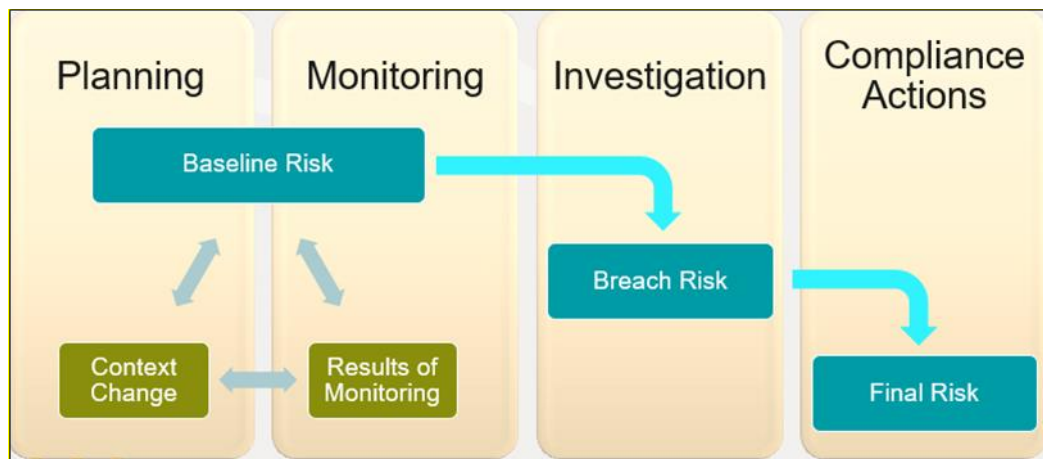 Planning
Monitoring
Investigation
Compliance
Actions
Baseline Risk
Breach Risk
Context
Change
Results of
Monitoring
Final Risk